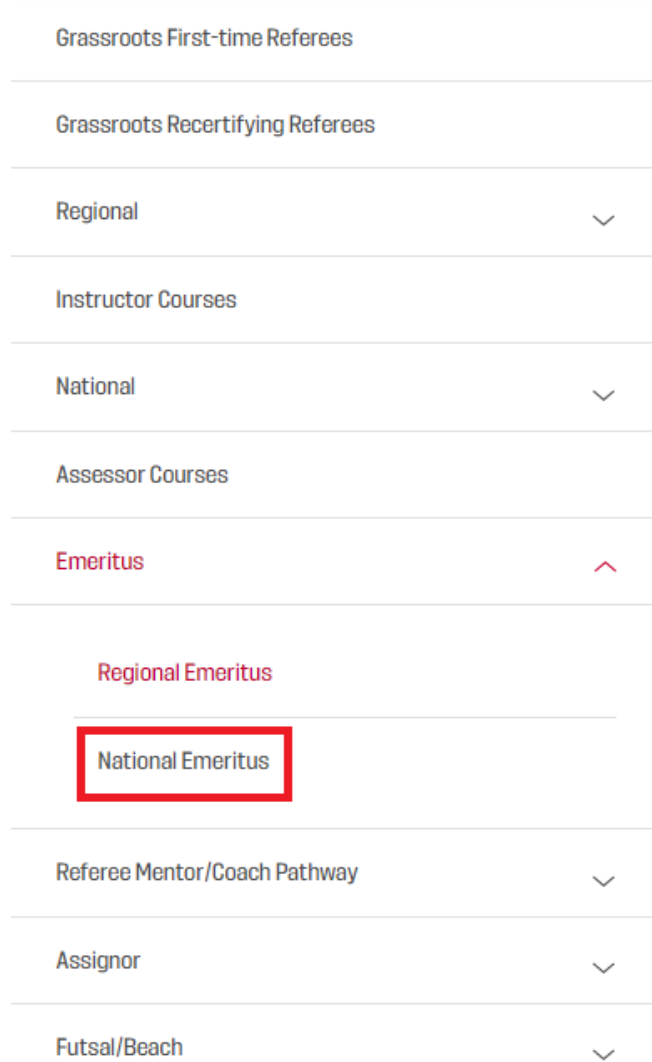 Grassroots First-time Referees
Grassroots Recertifying Referees
Regional
Instructor Courses
National
Assessor Courses
Emeritus
Regional Emeritus
National Emeritus
Referee Mentor/Coach Pathway
Assignor
Futsal/Beach